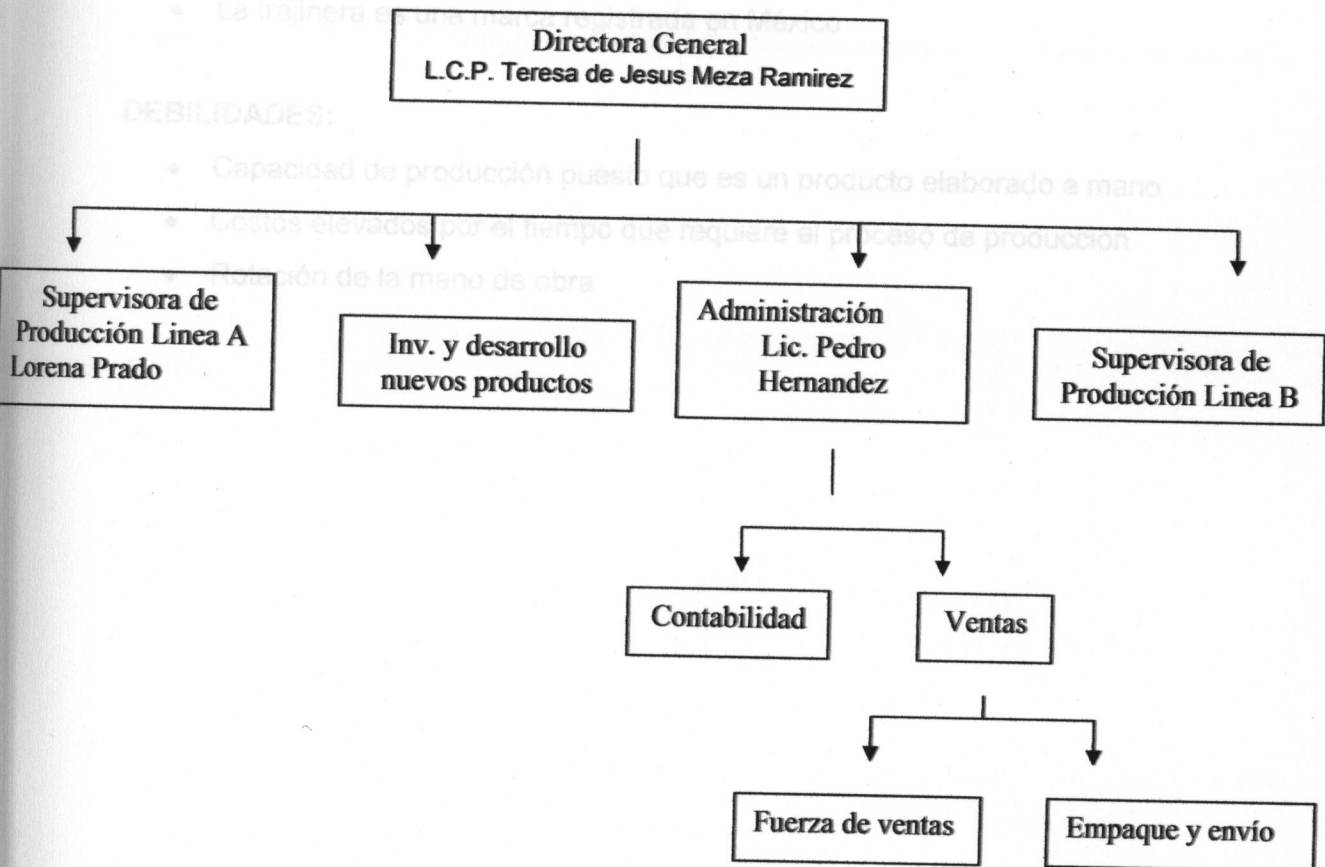 La trajinera es una marca registrada en México
Directora General
L.C.P. Teresa de Jesus Meza Ramirez
DEBILIDADES:
Capacidad de producción puesto que es un producto elaborado a mano
Costos elevados por el tiempo que requiere el proceso de producción
Rotación de la mano de obra
Supervisora de
Producción Linea A
Lorena Prado
Inv. y desarrollo
nuevos productos
Administración
Lic. Pedro
Hernandez
Supervisora de
Producción Linea B
Contabilidad
Ventas
Fuerza de ventas
Empaque y envío